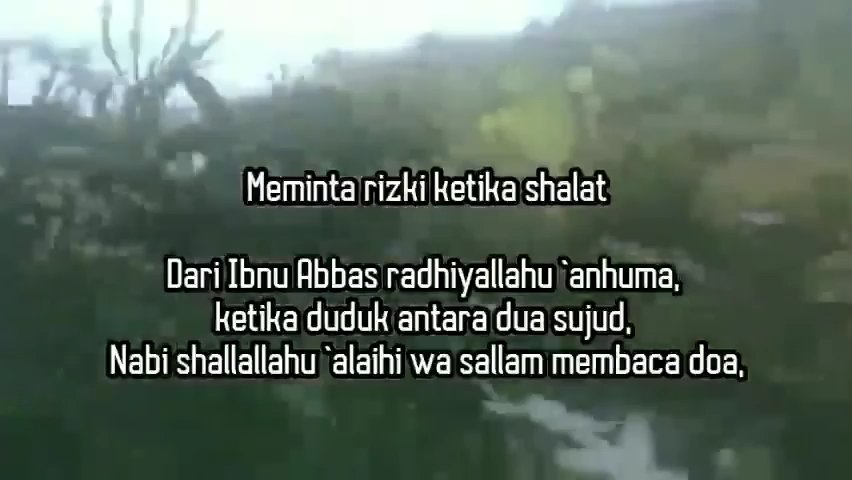 Meminta rizki ketika shalat
Dari Ibnu Abbas radhiyallahu `anhuma,
ketika duduk antara dua sujud,
Nabi shallallahu `alaihi wa sallam membaca doa,